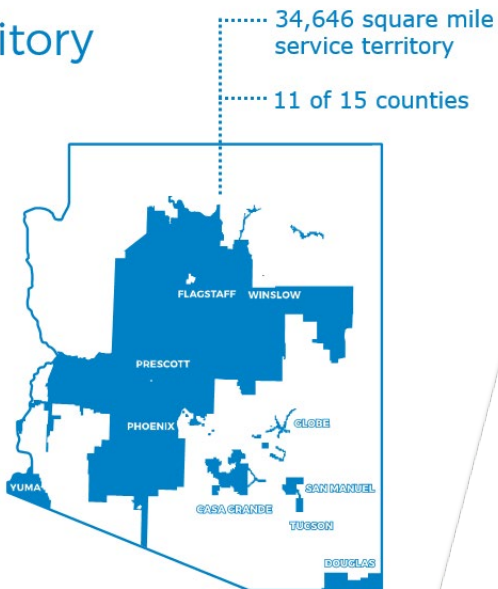 itory
34,646 square mile
service territory
11 of 15 counties
FLAGSTAFF WINSLOW
PRESCOTT
PHOENIX
GLOBE
YUMA
SAN MANUEL
CASA GRANDE
TUCSON
DOUGLAS